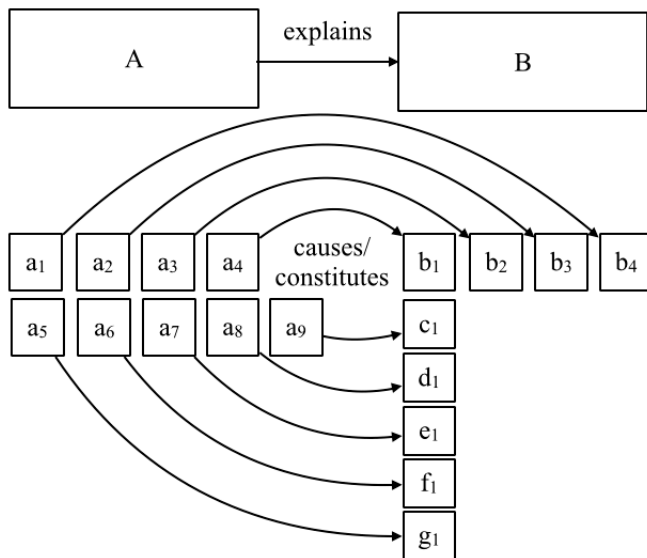 explains
A B
a₁ a₂ a₃ a₄ causes/ b₁ b₂ b₃ b₄
constitutes
a₅ a₆ a₇ a₈ a₉ c₁
d₁
e₁
f₁
g₁